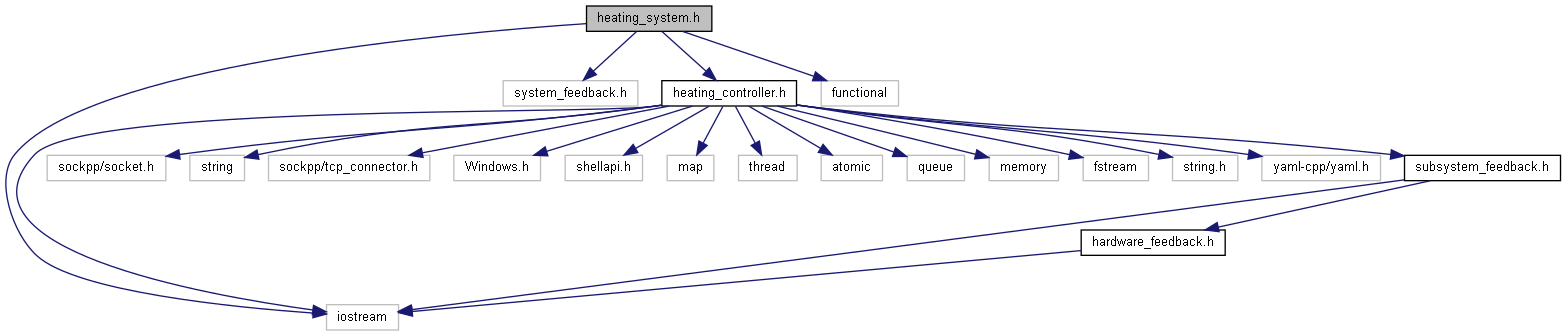 heating_system.h
system_feedback.h
heating_controller.h
functional
sockpp/socket.h
string
sockpp/tcp_connector.h
Windows.h
shellapi.h
map
thread
atomic
queue
memory
fstream
string.h
yaml-cpp/yaml.h
subsystem_feedback.h
hardware_feedback.h
iostream